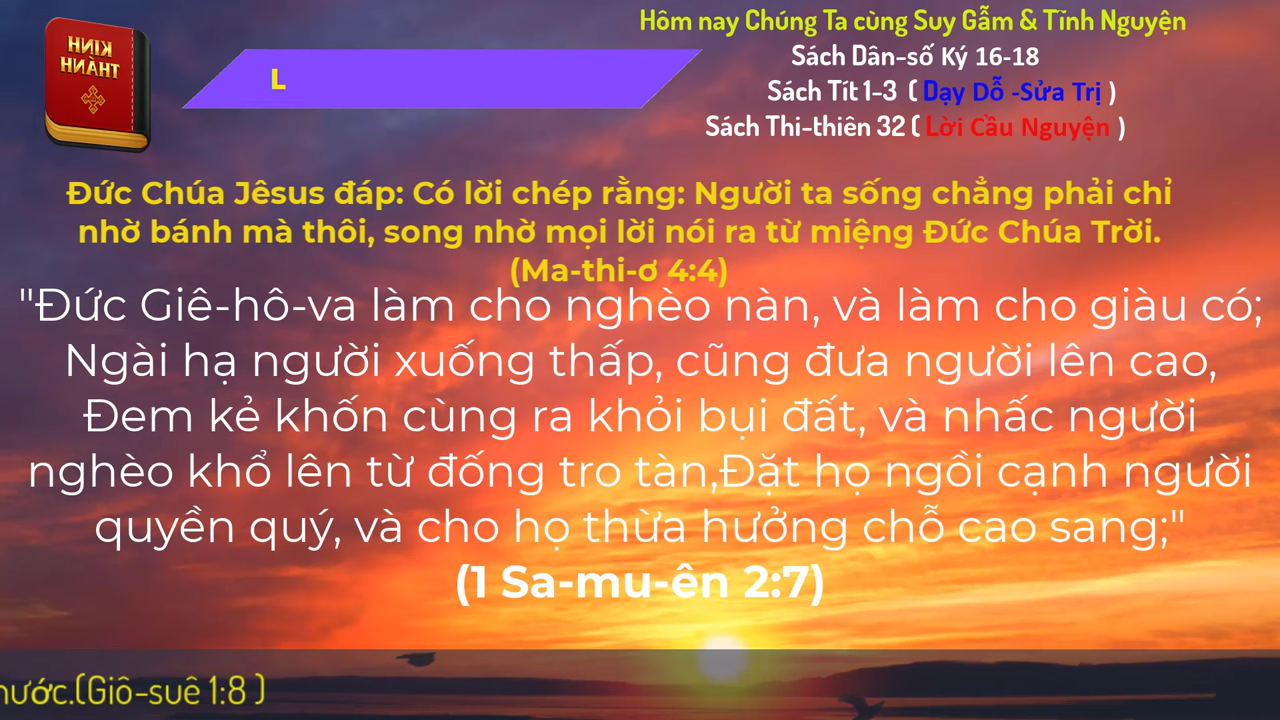 KINH
THÁNH
L
Hôm nay Chúng Ta cùng Suy Gẫm & Tĩnh Nguyện
Sách Dân-số Ký 16-18
Sách Tít 1-3 ( Dạy Dỗ -Sửa Trị )
Sách Thi-thiên 32 ( Lời Cầu Nguyện )
Đức Chúa Jêsus đáp: Có lời chép rằng: Người ta sống chẳng phải chỉ
nhờ bánh mà thôi, song nhờ mọi lời nói ra từ miệng Đức Chúa Trời.
(Ma-thi-ơ 4:4)
"Đức Giê-hô-va làm cho nghèo nàn, và làm cho giàu có;
Ngài hạ người xuống thấp, cũng đưa người lên cao,
Đem kẻ khốn cùng ra khỏi bụi đất, và nhấc người
nghèo khổ lên từ đống tro tàn,Đặt họ ngồi cạnh người
quyền quý, và cho họ thừa hưởng chỗ cao sang;"
(1 Sa-mu-ên 2:7)
nước.(Giô-suê 1:8 )